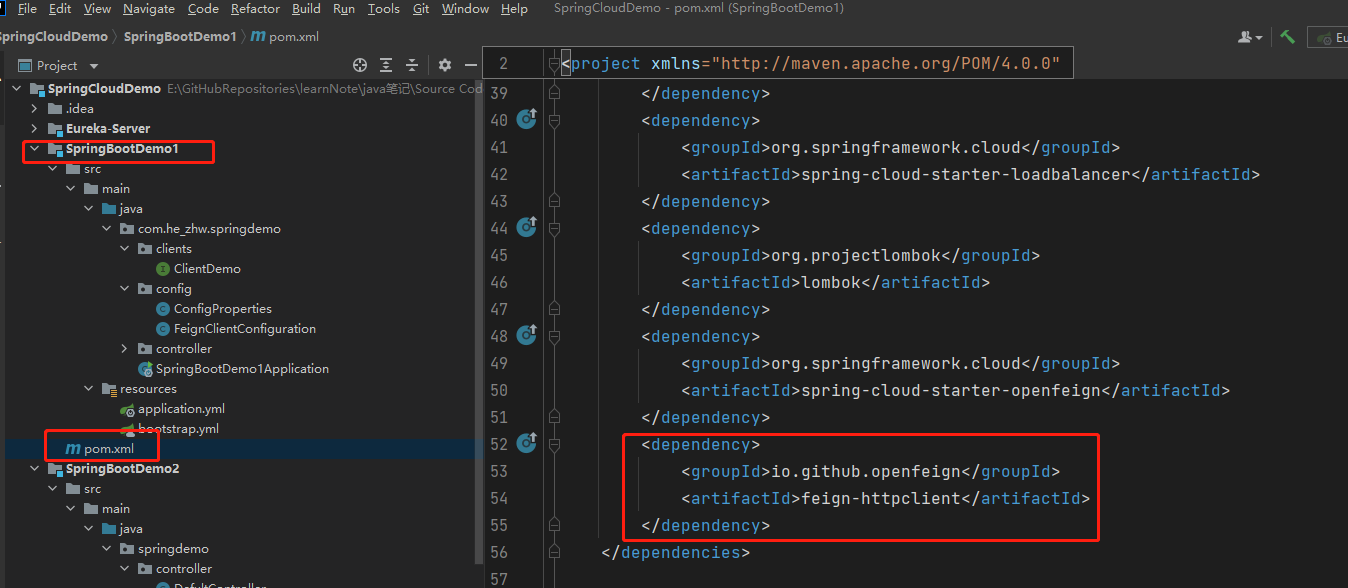 File Edit View Navigate Code Refactor Build Run Tools Git Window Help SpringCloudDemo - pom.xml (SpringBootDemo1)
SpringCloudDemo SpringBootDemo1 pom.xml
Project
SpringCloudDemo E:\GitHubRepositories\learnNote\java笔记\Source Cod
.idea
Eureka-Server
SpringBootDemo1
src
main
java
com.he_zhw.springdemo
clients
ClientDemo
config
ConfigProperties
FeignClientConfiguration
controller
SpringBootDemo1Application
resources
application.yml
bootstrap.yml
pom.xml
SpringBootDemo2
src
main
java
springdemo
controller
DefultController
2 <project xmlns="http://maven.apache.org/POM/4.0.0"
39 </dependency>
40 <dependency>
41 <groupId>org.springframework.cloud</groupId>
42 <artifactId>spring-cloud-starter-loadbalancer</artifactId>
43 </dependency>
44 <dependency>
45 <groupId>org.projectlombok</groupId>
46 <artifactId>lombok</artifactId>
47 </dependency>
48 <dependency>
49 <groupId>org.springframework.cloud</groupId>
50 <artifactId>spring-cloud-starter-openfeign</artifactId>
51 </dependency>
52 <dependency>
53 <groupId>io.github.openfeign</groupId>
54 <artifactId>feign-httpclient</artifactId>
55 </dependency>
56 </dependencies>
57